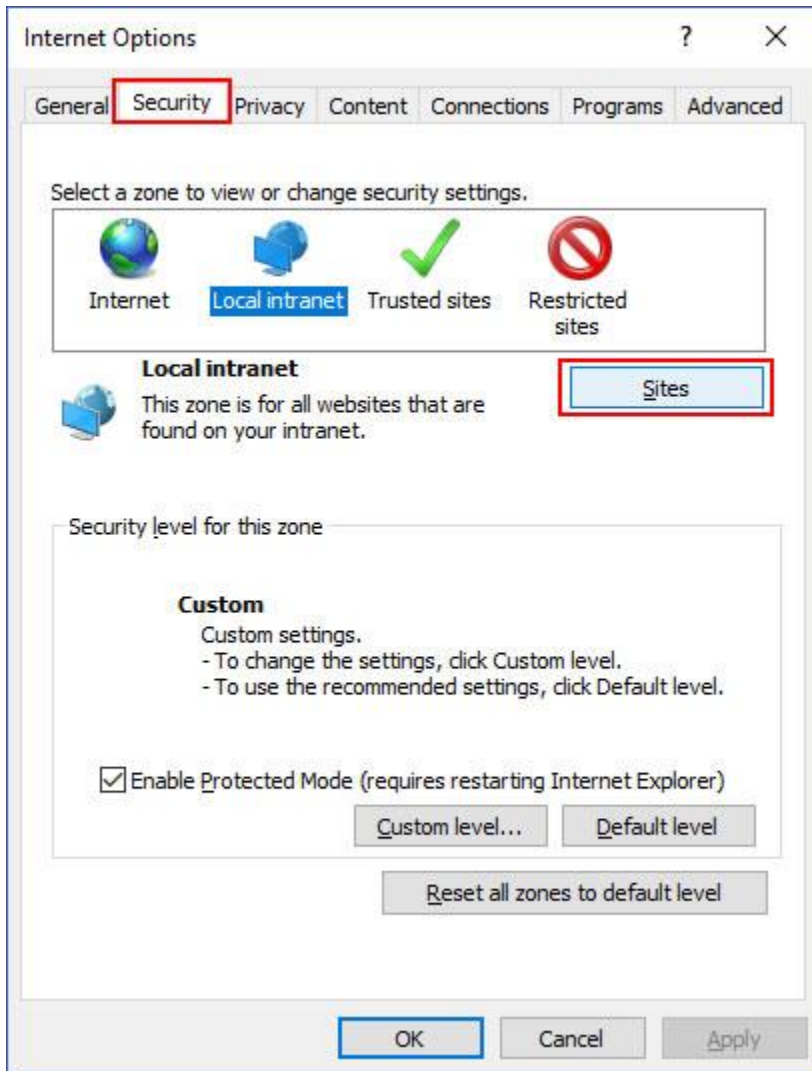 Internet Options
?
General Security Privacy Content Connections Programs Advanced
Select a zone to view or change security settings.
Internet Local intranet Trusted sites Restricted
sites
Local intranet
Sites
This zone is for all websites that are
found on your intranet.
Security level for this zone
Custom
Custom settings.
- To change the settings, click Custom level.
- To use the recommended settings, click Default level.
Enable Protected Mode (requires restarting Internet Explorer)
Custom level... Default level
Reset all zones to default level
OK Cancel Apply